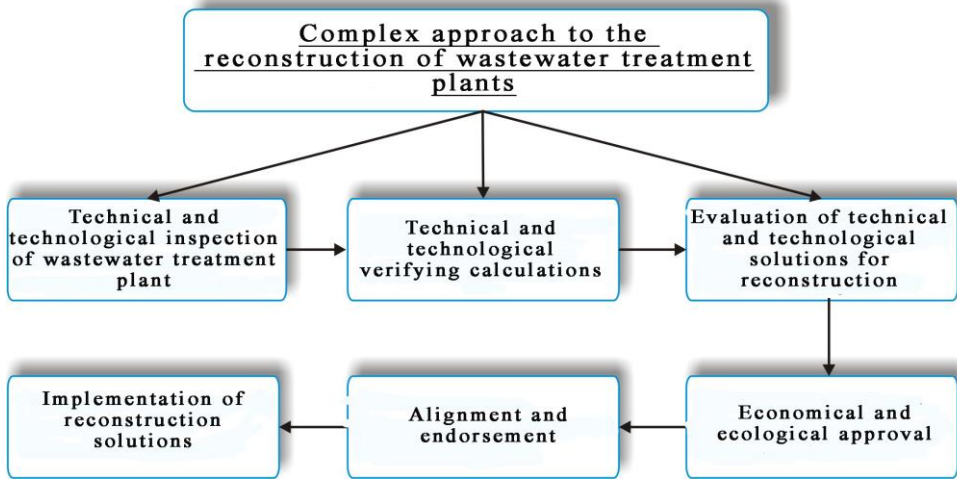 Complex approach to the
reconstruction of wastewater treatment
plants
Technical and
technological inspection
of wastewater treatment
plant
Technical and
technological
verifying calculations
Evaluation of technical
and technological
solutions for
reconstruction
Implementation of
reconstruction
solutions
Alignment and
endorsement
Economical and
ecological approval